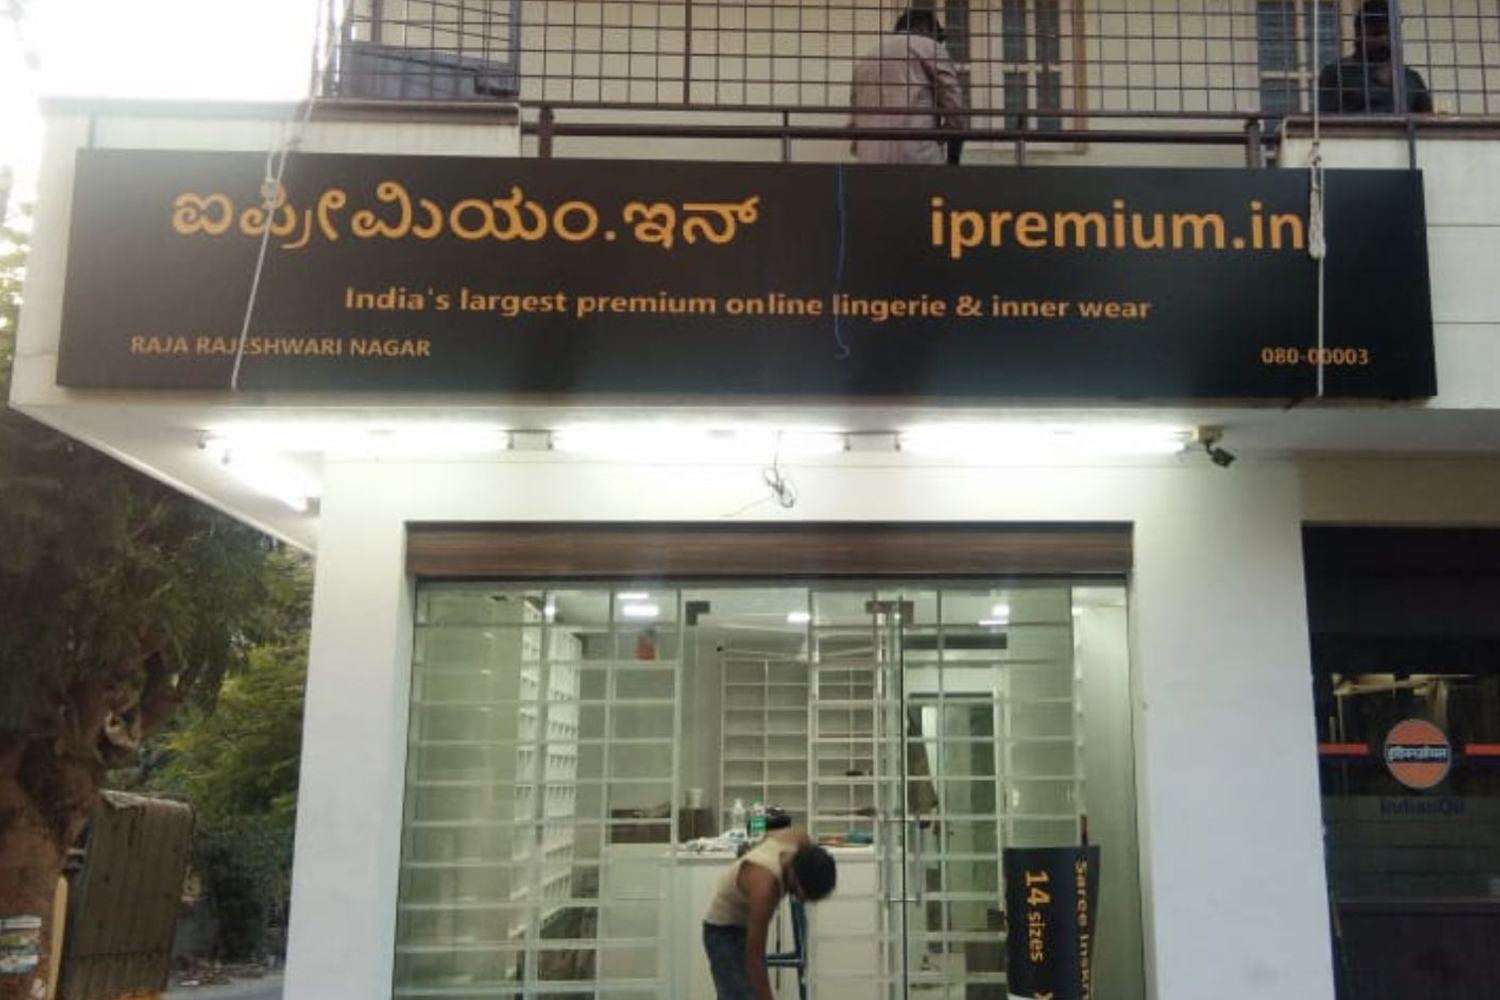 ಐಪ್ರೀಮಿಯಂ.ಇನ್ ipremium.in
India's largest premium online lingerie & inner wear
RAJA RAJESHWARI NAGAR 080-00003
14 sizes
Saree
इंडियनऑयल
IndianOil